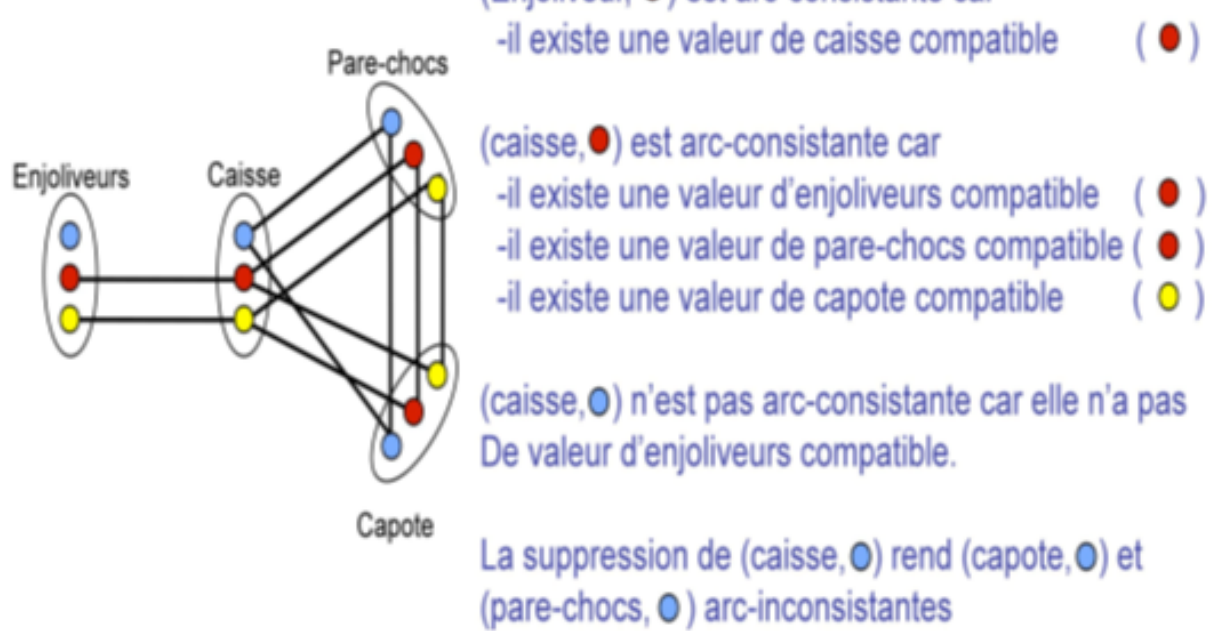 -il existe une valeur de caisse compatible ( )
(caisse, ) est arc-consistante car
-il existe une valeur d'enjoliveurs compatible ( )
-il existe une valeur de pare-chocs compatible ( )
-il existe une valeur de capote compatible ( )
(caisse, ) n'est pas arc-consistante car elle n'a pas
De valeur d'enjoliveurs compatible.
La suppression de (caisse, ) rend (capote, ) et
(pare-chocs, ) arc-inconsistantes
Pare-chocs
Enjoliveurs
Caisse
Capote